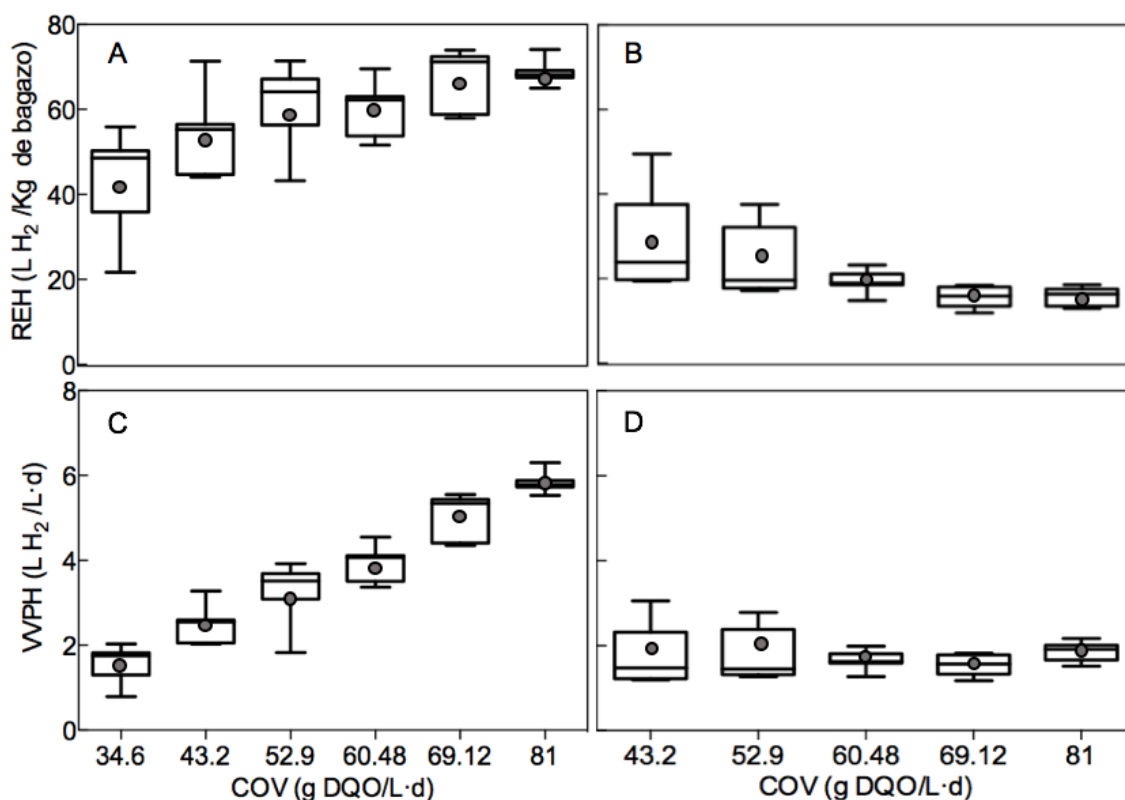 80
60
40
20
0
REH (L H₂ /Kg de bagazo)
A
B
8
6
4
2
0
VVPH (L H₂ /L·d)
C
D
34.6 43.2 52.9 60.48 69.12 81
COV (g DQO/L·d)
43.2 52.9 60.48 69.12 81
COV (g DQO/L·d)